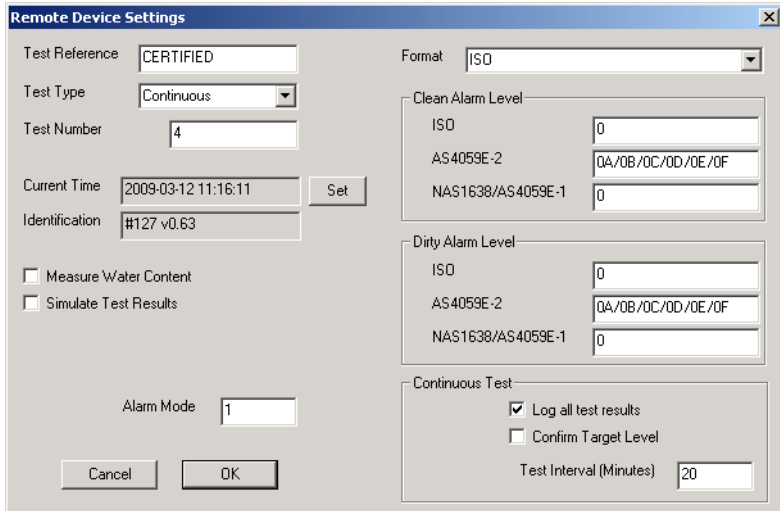 Remote Device Settings
Test Reference CERTIFIED
Test Type Continuous
Test Number 4
Current Time 2009-03-12 11:16:11 Set
Identification #127 v0.63
Measure Water Content
Simulate Test Results
Alarm Mode 1
Cancel OK
Format ISO
Clean Alarm Level
ISO 0
AS4059E-2 0A/0B/0C/0D/0E/0F
NAS1638/AS4059E-1 0
Dirty Alarm Level
ISO 0
AS4059E-2 0A/0B/0C/0D/0E/0F
NAS1638/AS4059E-1 0
Continuous Test
Log all test results
Confirm Target Level
Test Interval (Minutes) 20